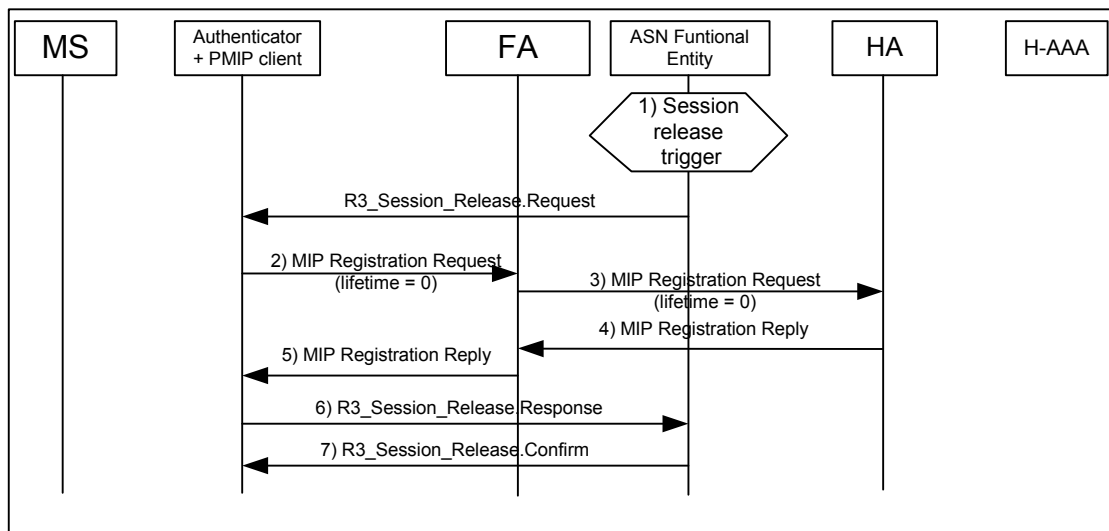 MS
Authenticator
+ PMIP client
FA
ASN Funtional
Entity
HA
H-AAA
1) Session
release
trigger
R3_Session_Release.Request
2) MIP Registration Request
(lifetime = 0)
3) MIP Registration Request
(lifetime = 0)
4) MIP Registration Reply
5) MIP Registration Reply
6) R3_Session_Release.Response
7) R3_Session_Release.Confirm